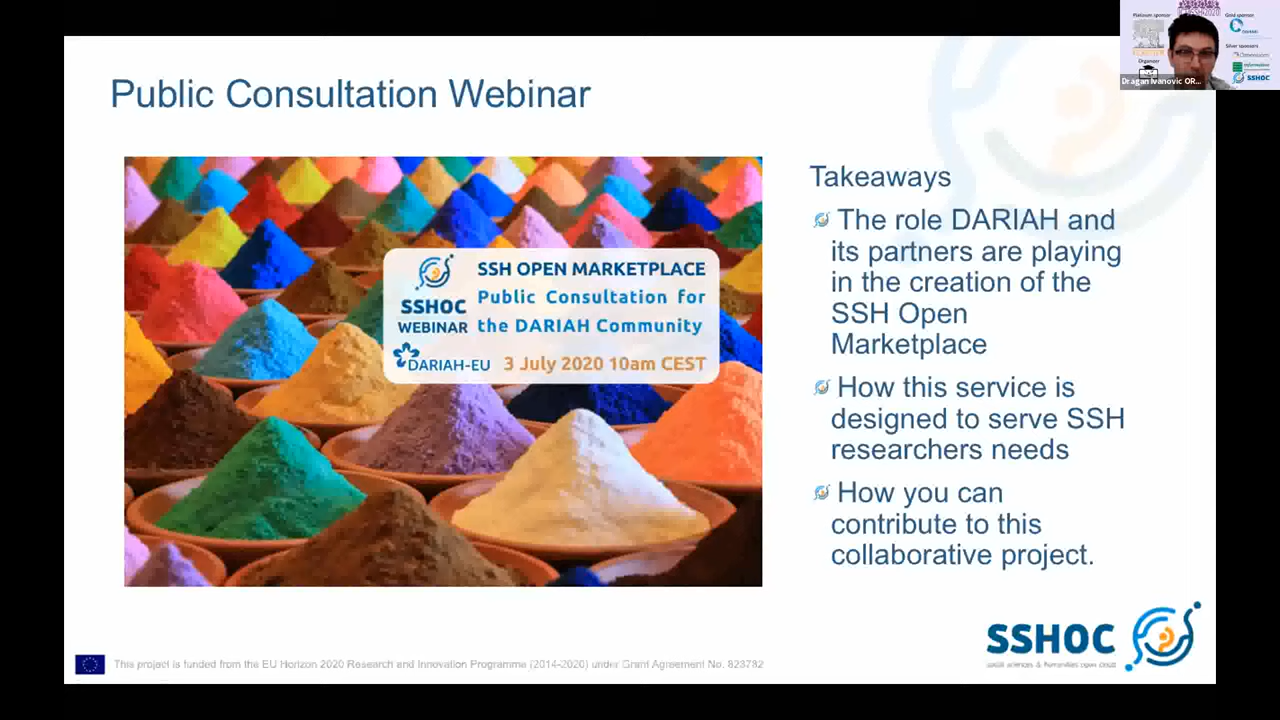 Public Consultation Webinar
SSHOC
WEBINAR
DARIAH-EU
SSH OPEN MARKETPLACE
Public Consultation for
the DARIAH Community
3 July 2020 10am CEST
Takeaways
The role DARIAH and
its partners are playing
in the creation of the
SSH Open
Marketplace
How this service is
designed to serve SSH
researchers needs
How you can
contribute to this
collaborative project.
SSHOC
social sciences & humanities open cloud
This project is funded from the EU Horizon 2020 Research and Innovation Programme (2014-2020) under Grant Agreement No. 823782
Platinum sponsor
Gold sponsor
Silver sponsors
Organizer
SSHOC
Dragan Ivanovic OR...